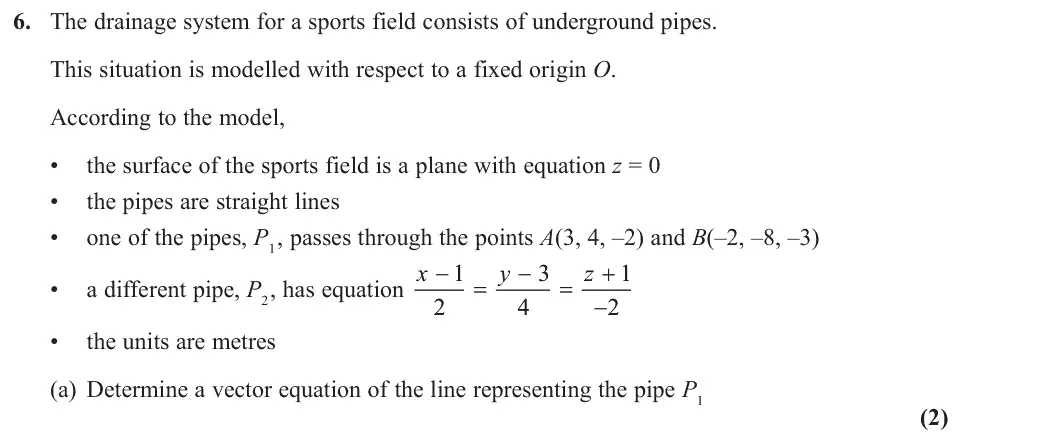 6. The drainage system for a sports field consists of underground pipes.
This situation is modelled with respect to a fixed origin O.
According to the model,
• the surface of the sports field is a plane with equation z = 0
• the pipes are straight lines
• one of the pipes, P₁, passes through the points A(3, 4, –2) and B(–2, –8, –3)
• a different pipe, P₂, has equation (x − 1)/2 = (y − 3)/4 = (z + 1)/−2
• the units are metres
(a) Determine a vector equation of the line representing the pipe P₁
(2)